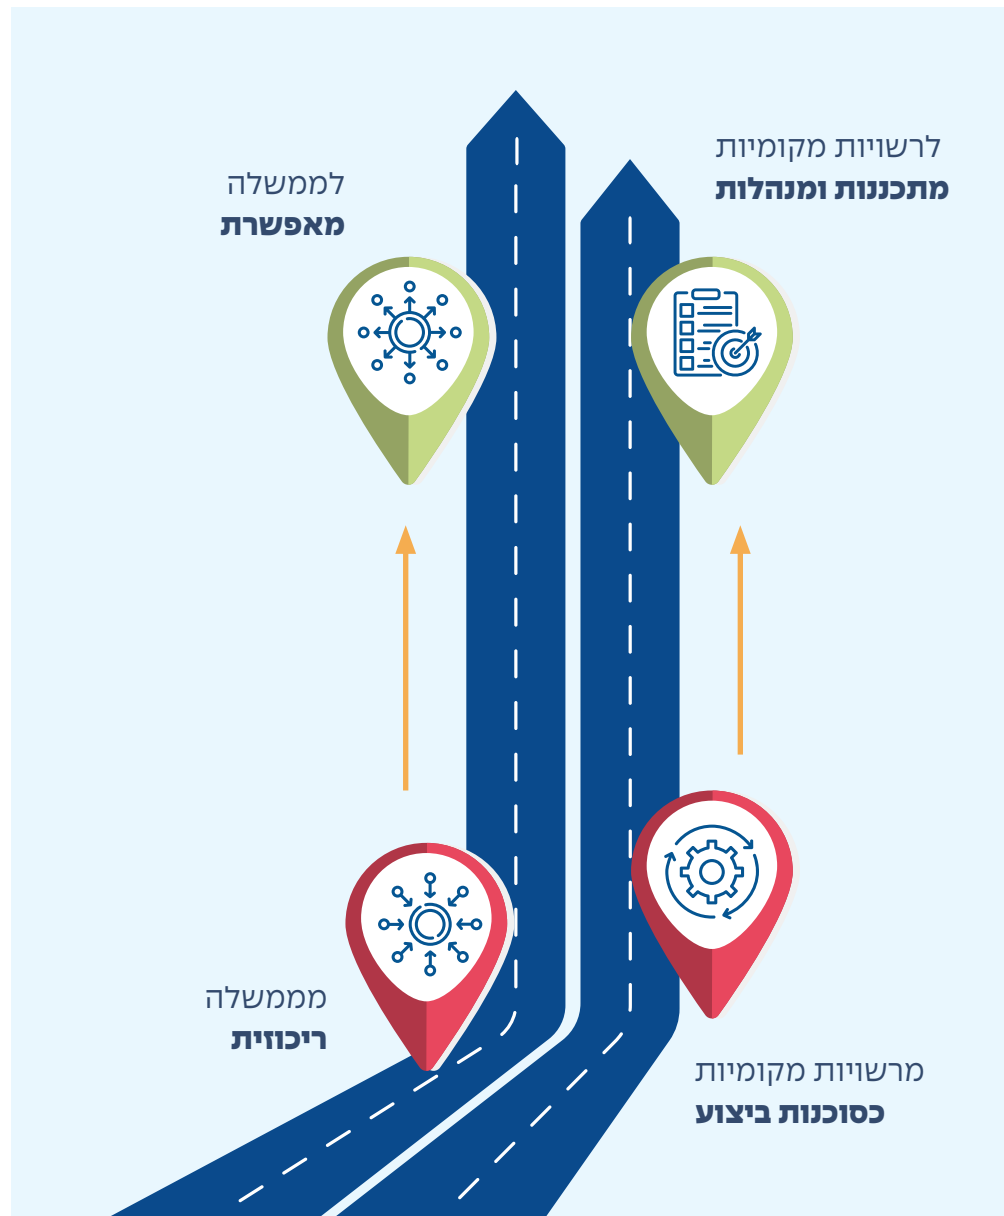 לרשויות מקומיות
מתכננות ומנהלות
לממשלה
מאפשרת
מממשלה
ריכוזית
מרשויות מקומיות
כסוכנות ביצוע